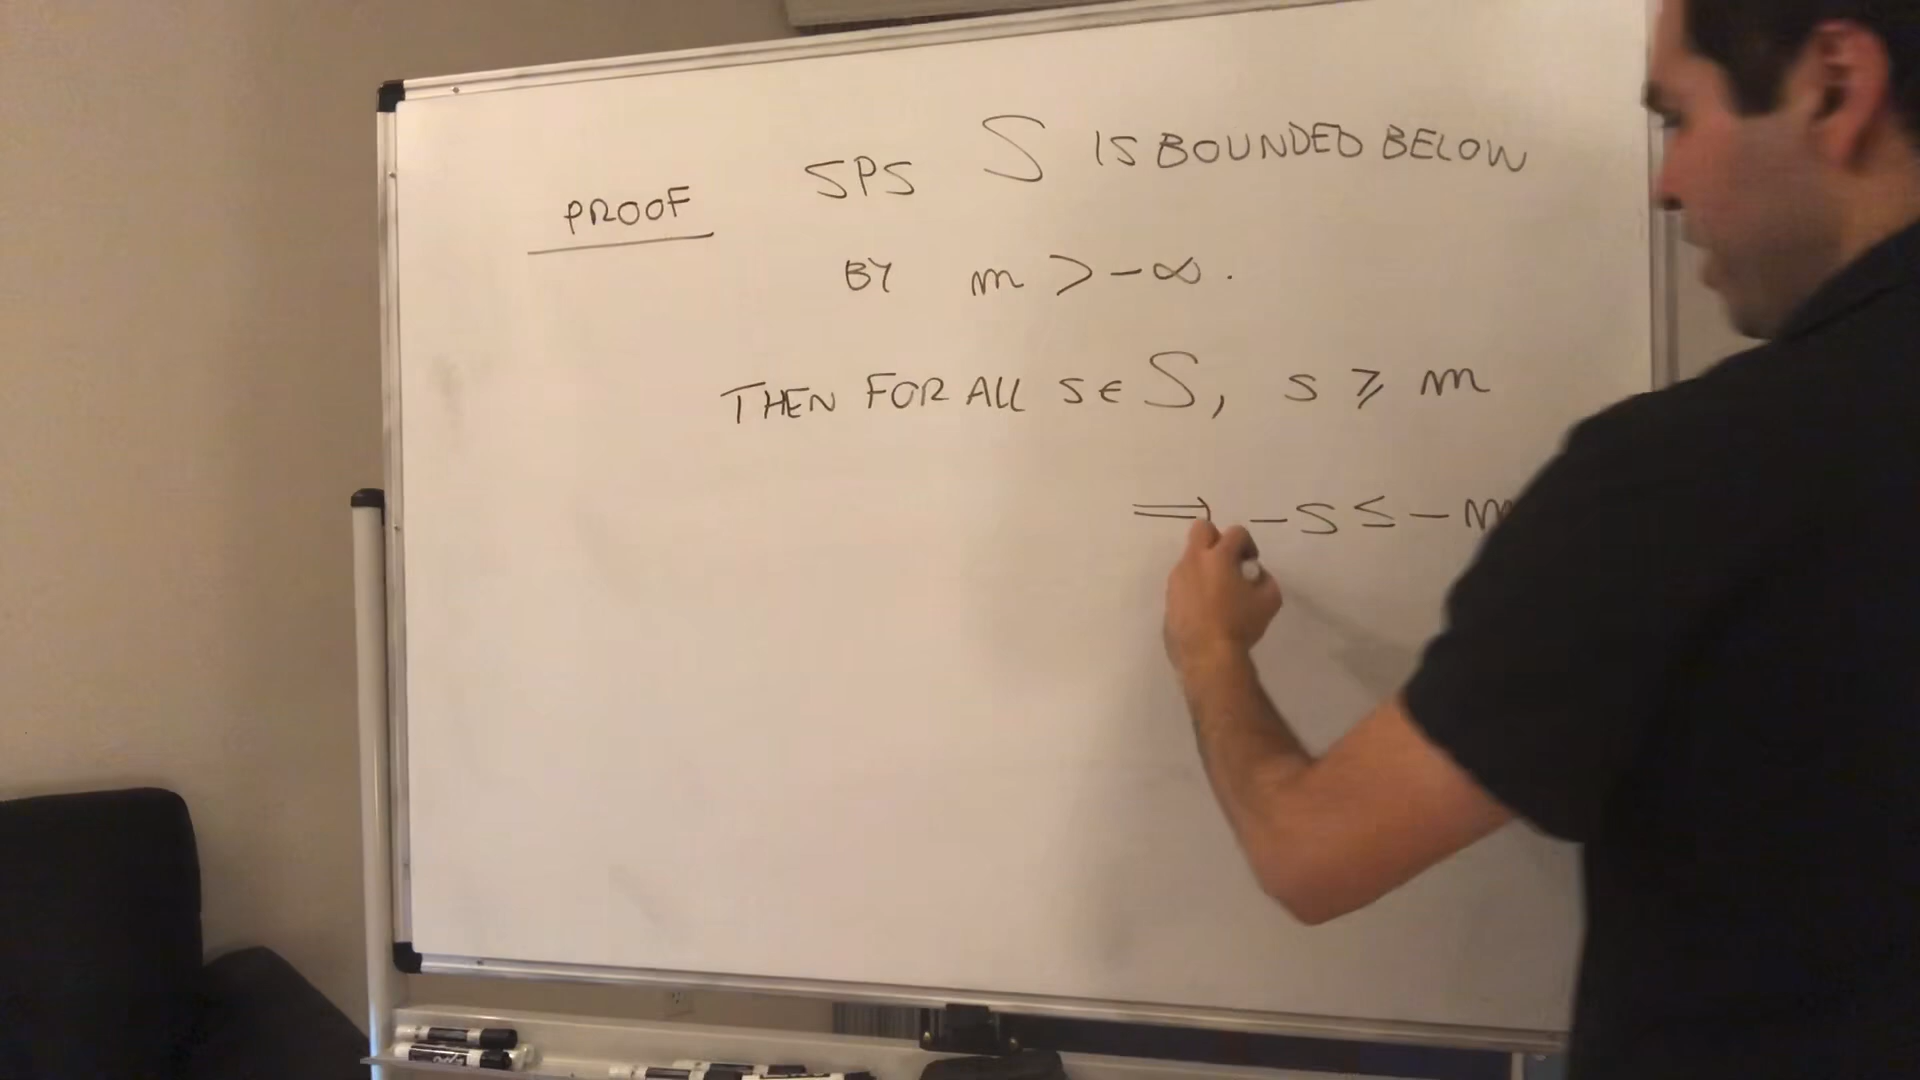 PROOF
SPS S IS BOUNDED BELOW
BY m > -∞.
THEN FOR ALL s ∈ S, s ⩾ m
⟹ -s ≤ -m